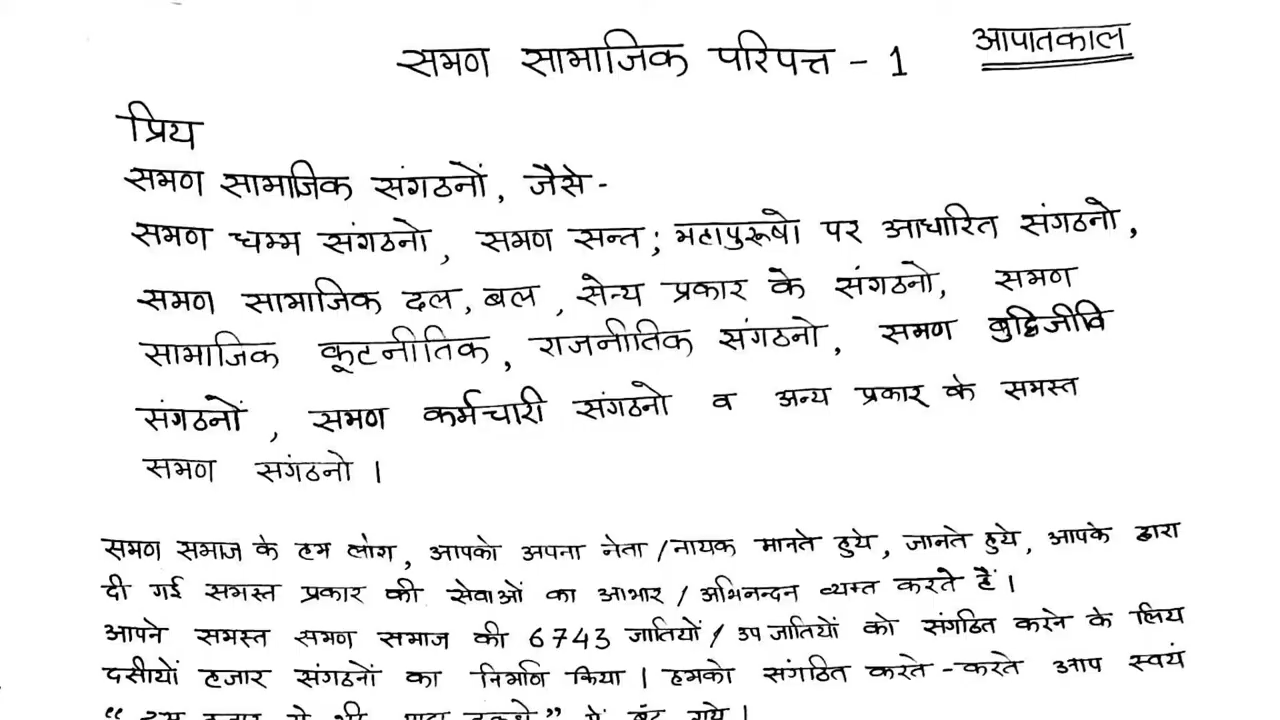 समण सामाजिक परिपत्त - 1
आपातकाल
प्रिय
समण सामाजिक संगठनों, जैसे -
समण धम्म संगठनो, समण सन्त; महापुरूषो पर आधारित संगठनो,
समण सामाजिक दल, बल, सेन्य प्रकार के संगठनो, समण
सामाजिक कूटनीतिक, राजनीतिक संगठनो, समण बुद्धिजीवि
संगठनों, समण कर्मचारी संगठनो व अन्य प्रकार के समस्त
समण संगठनो ।
समण समाज के हम लोग, आपको अपना नेता / नायक मानते हुये, जानते हुये, आपके द्वारा
दी गई समस्त प्रकार की सेवाओं का आभार / अभिनन्दन व्यक्त करते हैं ।
आपने समस्त समण समाज की 6743 जातियों / उप जातियों को संगठित करने के लिय
दसीयों हजार संगठनों का निर्माण किया । हमको संगठित करते - करते आप स्वयं
में बंट गये ।